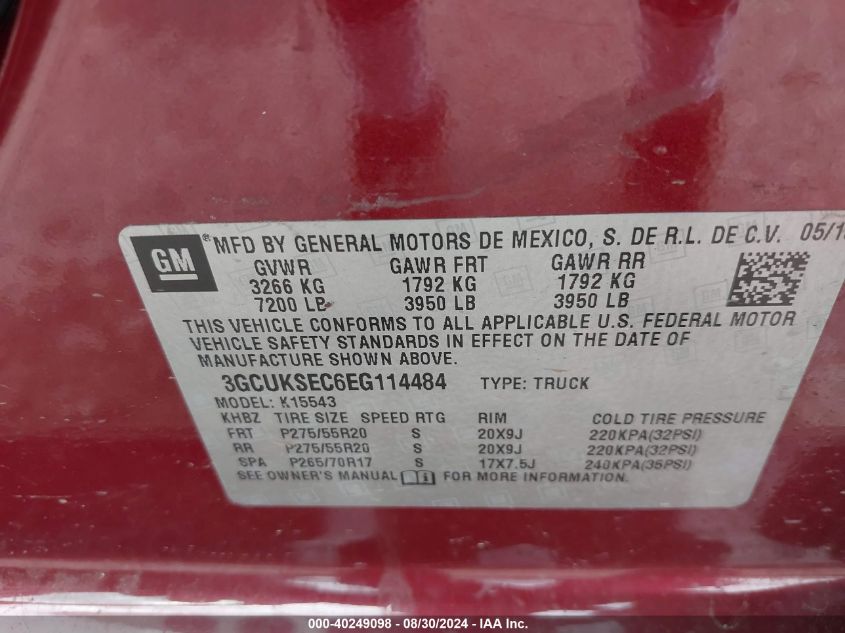 GM ® MFD BY GENERAL MOTORS DE MEXICO, S. DE R.L. DE C.V. 05/1
GVWR GAWR FRT GAWR RR
3266 KG 1792 KG 1792 KG
7200 LB 3950 LB 3950 LB
THIS VEHICLE CONFORMS TO ALL APPLICABLE U.S. FEDERAL MOTOR
VEHICLE SAFETY STANDARDS IN EFFECT ON THE DATE OF
MANUFACTURE SHOWN ABOVE.
3GCUKSEC6EG114484 TYPE: TRUCK
MODEL: K15543
KHBZ TIRE SIZE SPEED RTG RIM COLD TIRE PRESSURE
FRT P275/55R20 S 20X9J 220KPA(32PSI)
RR P275/55R20 S 20X9J 220KPA(32PSI)
SPA P265/70R17 S 17X7.5J 240KPA(35PSI)
SEE OWNER'S MANUAL FOR MORE INFORMATION.
000-40249098 - 08/30/2024 - IAA Inc.